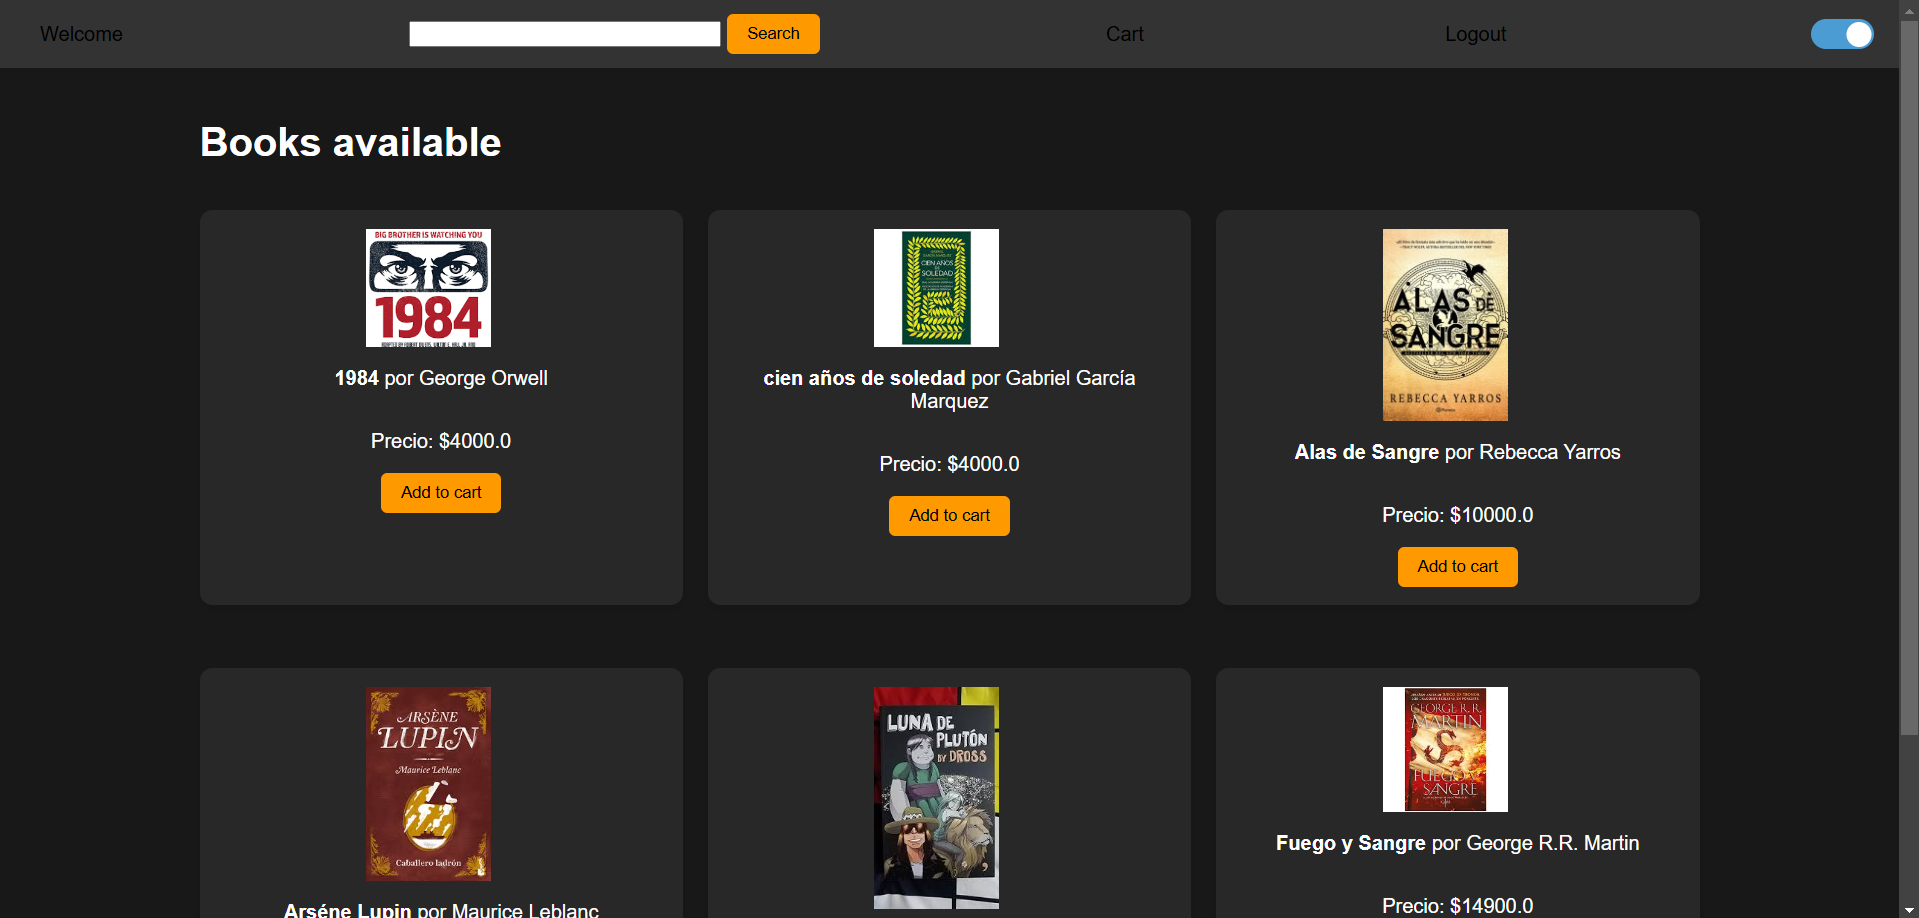 Welcome
Search
Cart
Logout
Books available
BIG BROTHER IS WATCHING YOU
1984
CIEN AÑOS
DE
SOLEDAD
ALAS DE
SANGRE
REBECCA YARROS
1984 por George Orwell
cien años de soledad por Gabriel García
Marquez
Alas de Sangre por Rebecca Yarros
Precio: $4000.0
Precio: $4000.0
Precio: $10000.0
Add to cart
Add to cart
Add to cart
ARSÈNE
LUPIN
Maurice Leblanc
Caballero ladrón
LUNA DE
PLUTÓN
BY DROSS
GEORGE R. R.
MARTIN
FUEGO Y
SANGRE
Fuego y Sangre por George R.R. Martin
Arséne Lupin por Maurice Leblanc
Precio: $14900.0